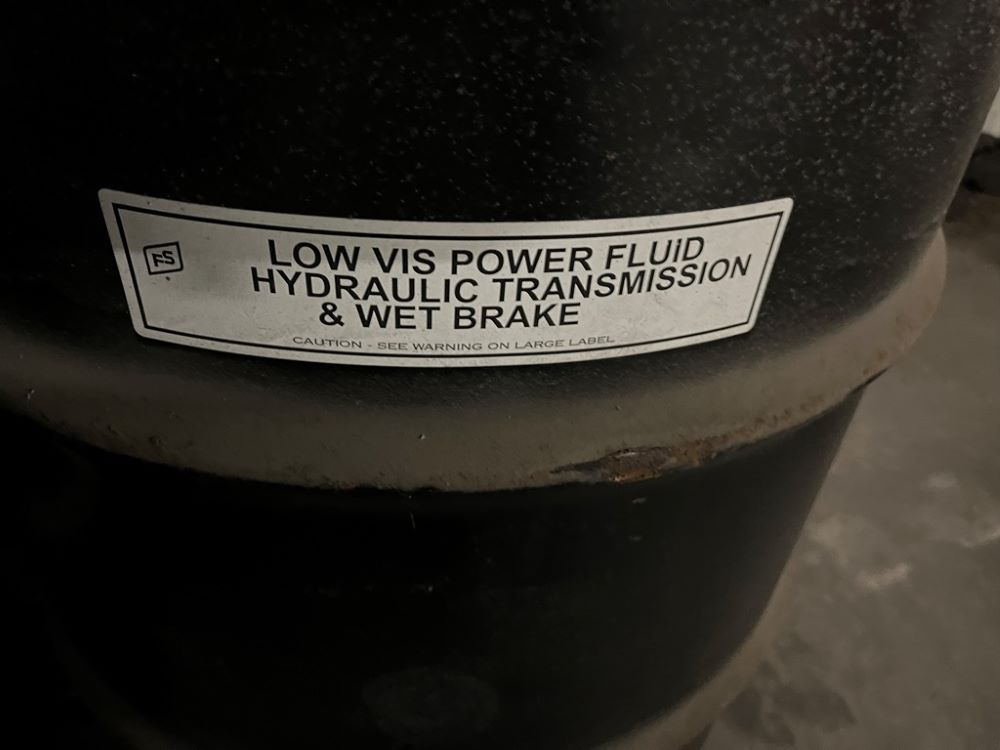 FS
LOW VIS POWER FLUiD
HYDRAULIC TRANSMISSION
& WET BRAKE
CAUTION - SEE WARNING ON LARGE LABEL